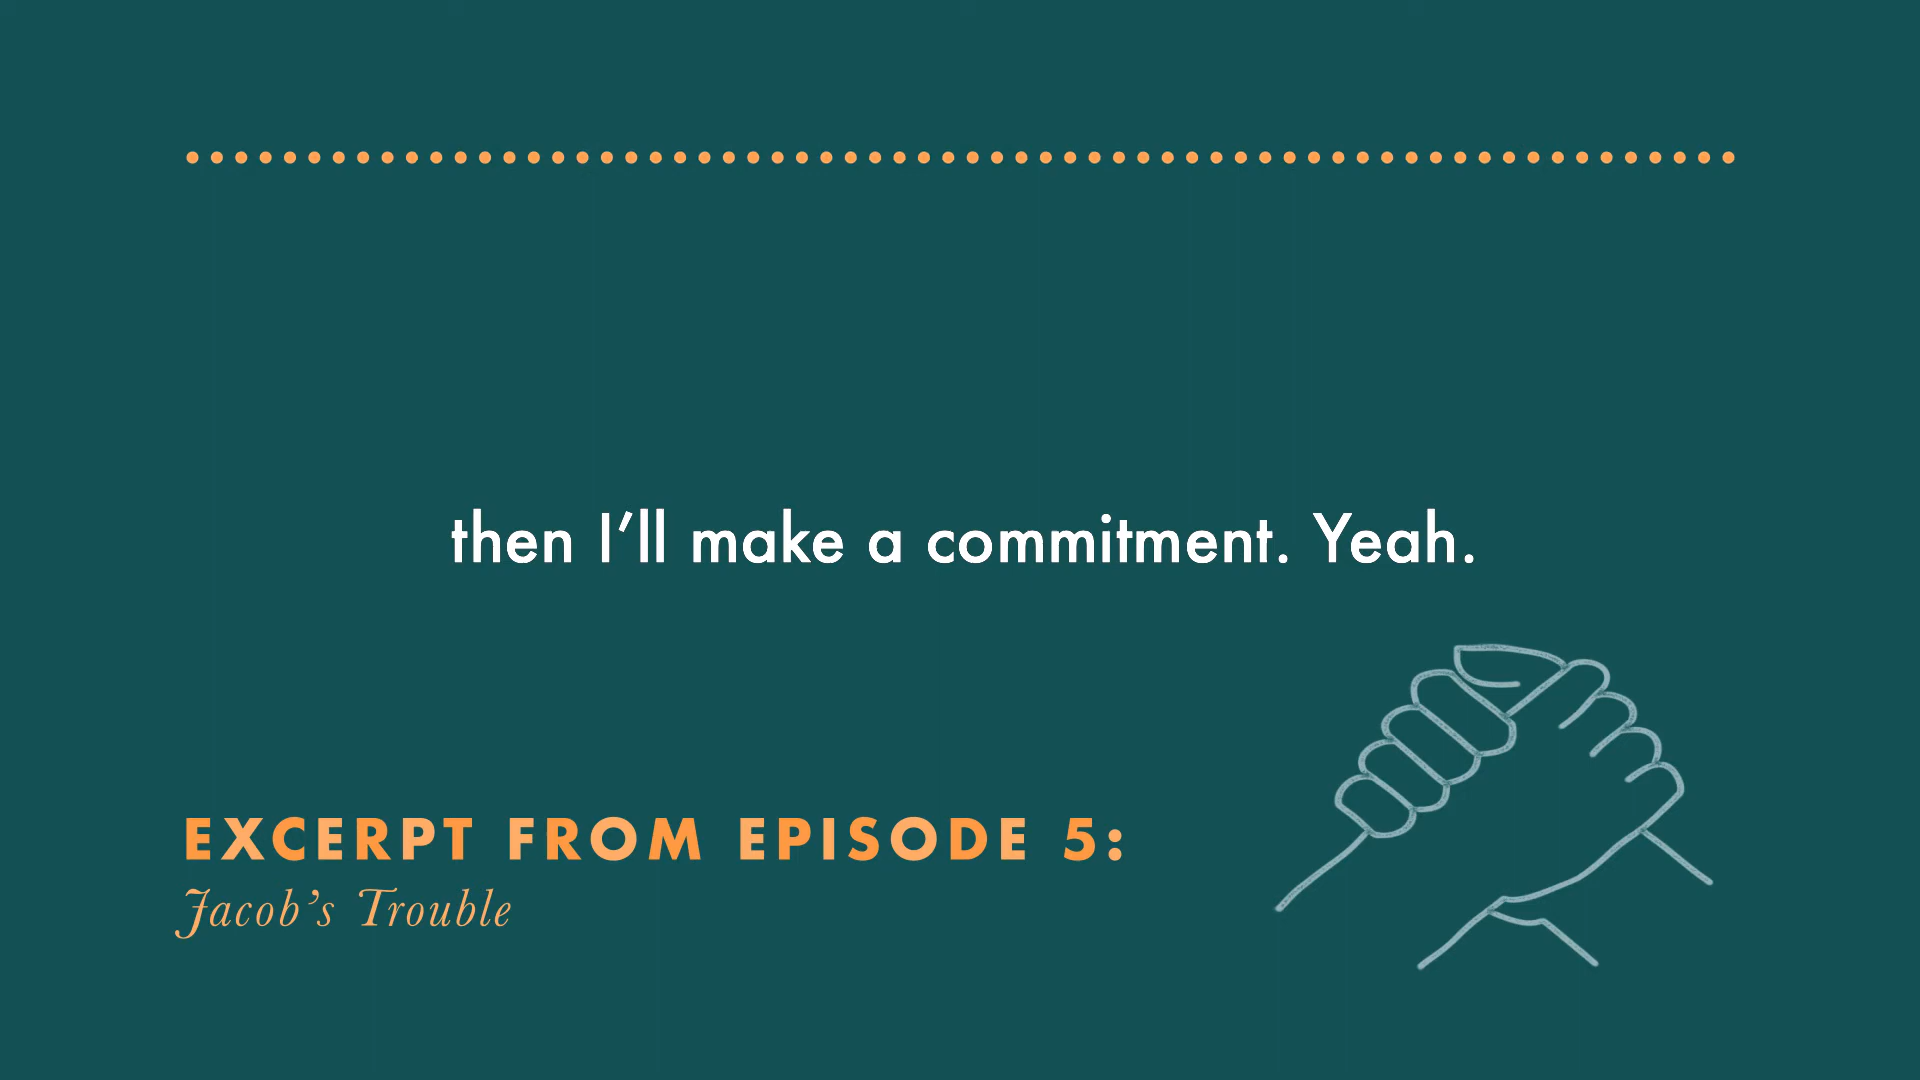 then I’ll make a commitment. Yeah.
EXCERPT FROM EPISODE 5:
Jacob’s Trouble